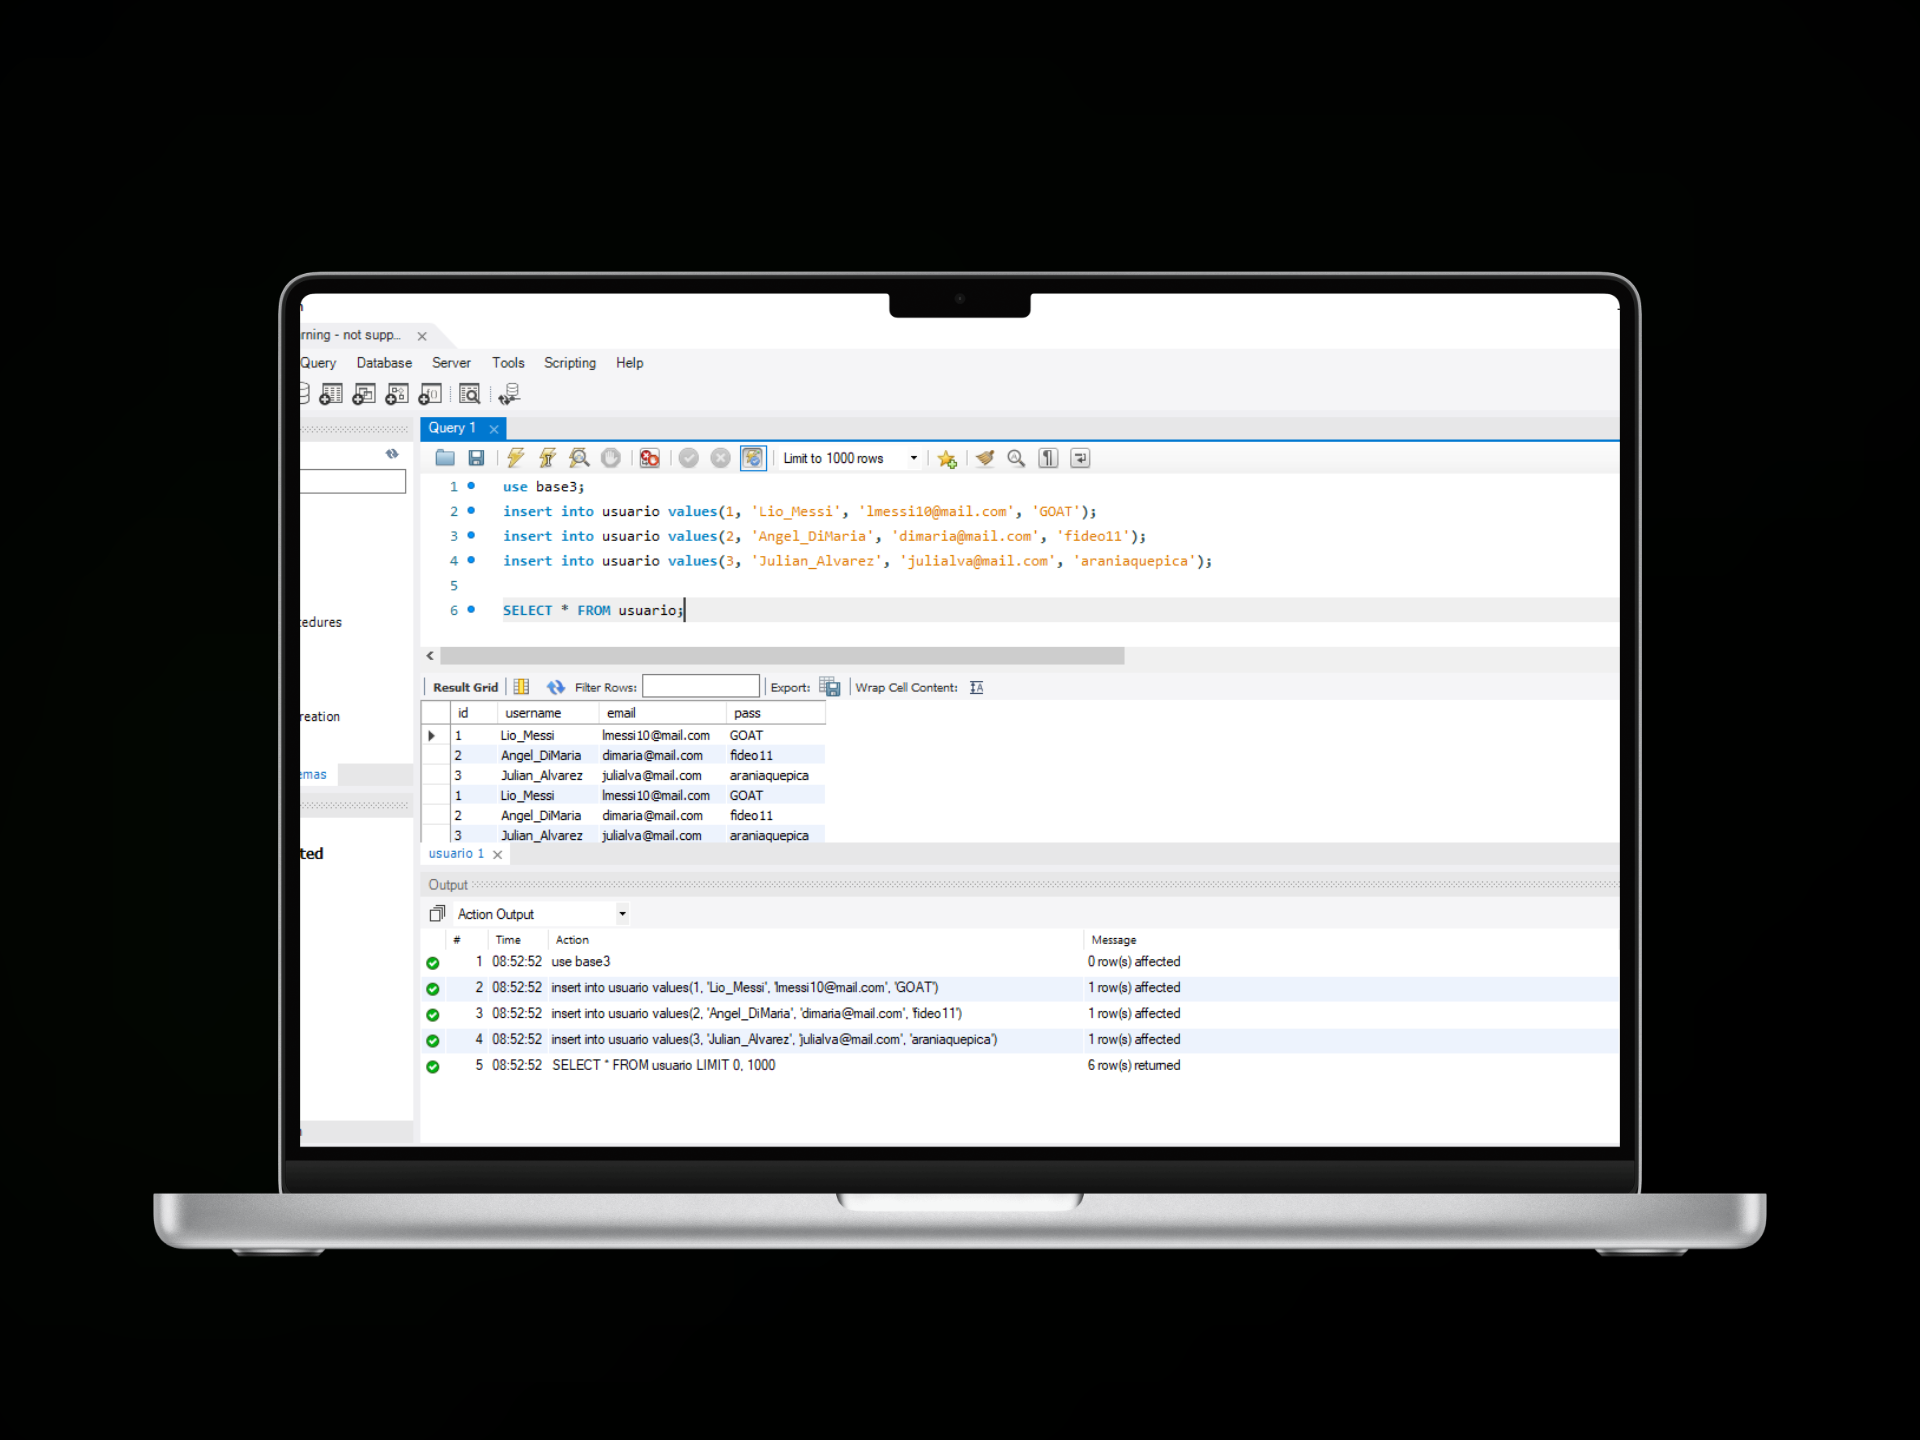 rning - not supp...
Query Database Server Tools Scripting Help
Query 1
Limit to 1000 rows
1 use base3;
2 insert into usuario values(1, 'Lio_Messi', 'lmessi10@mail.com', 'GOAT');
3 insert into usuario values(2, 'Angel_DiMaria', 'dimaria@mail.com', 'fideo11');
4 insert into usuario values(3, 'Julian_Alvarez', 'julialva@mail.com', 'araniaquepica');
5
6 SELECT * FROM usuario;
cedures
reation
emas
ted
Result Grid Filter Rows: Export: Wrap Cell Content:
id username email pass
1 Lio_Messi lmessi10@mail.com GOAT
2 Angel_DiMaria dimaria@mail.com fideo11
3 Julian_Alvarez julialva@mail.com araniaquepica
1 Lio_Messi lmessi10@mail.com GOAT
2 Angel_DiMaria dimaria@mail.com fideo11
3 Julian_Alvarez julialva@mail.com araniaquepica
usuario 1
Output
Action Output
# Time Action Message
1 08:52:52 use base3 0 row(s) affected
2 08:52:52 insert into usuario values(1, 'Lio_Messi', 'lmessi10@mail.com', 'GOAT') 1 row(s) affected
3 08:52:52 insert into usuario values(2, 'Angel_DiMaria', 'dimaria@mail.com', 'fideo11') 1 row(s) affected
4 08:52:52 insert into usuario values(3, 'Julian_Alvarez', 'julialva@mail.com', 'araniaquepica') 1 row(s) affected
5 08:52:52 SELECT * FROM usuario LIMIT 0, 1000 6 row(s) returned